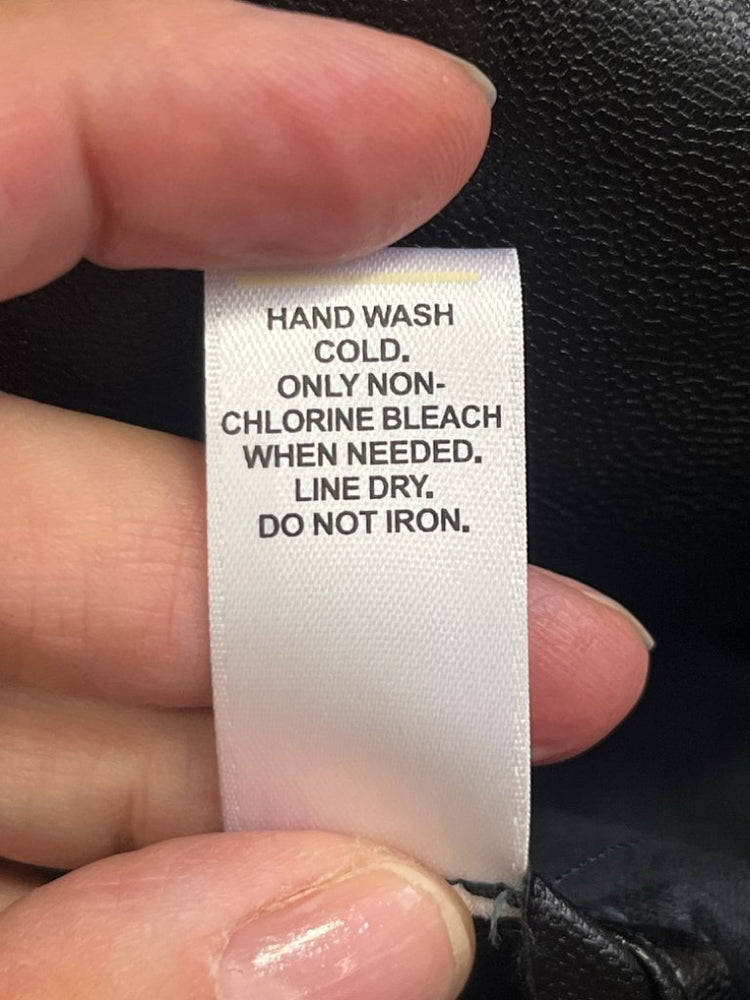 HAND WASH
COLD.
ONLY NON-
CHLORINE BLEACH
WHEN NEEDED.
LINE DRY.
DO NOT IRON.